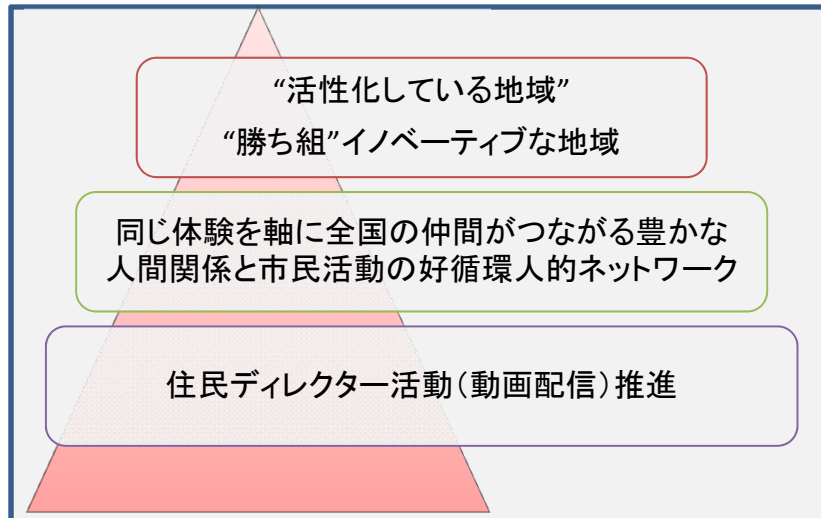 “活性化している地域”
“勝ち組”イノベーティブな地域
同じ体験を軸に全国の仲間がつながる豊かな
人間関係と市民活動の好循環人的ネットワーク
住民ディレクター活動（動画配信）推進